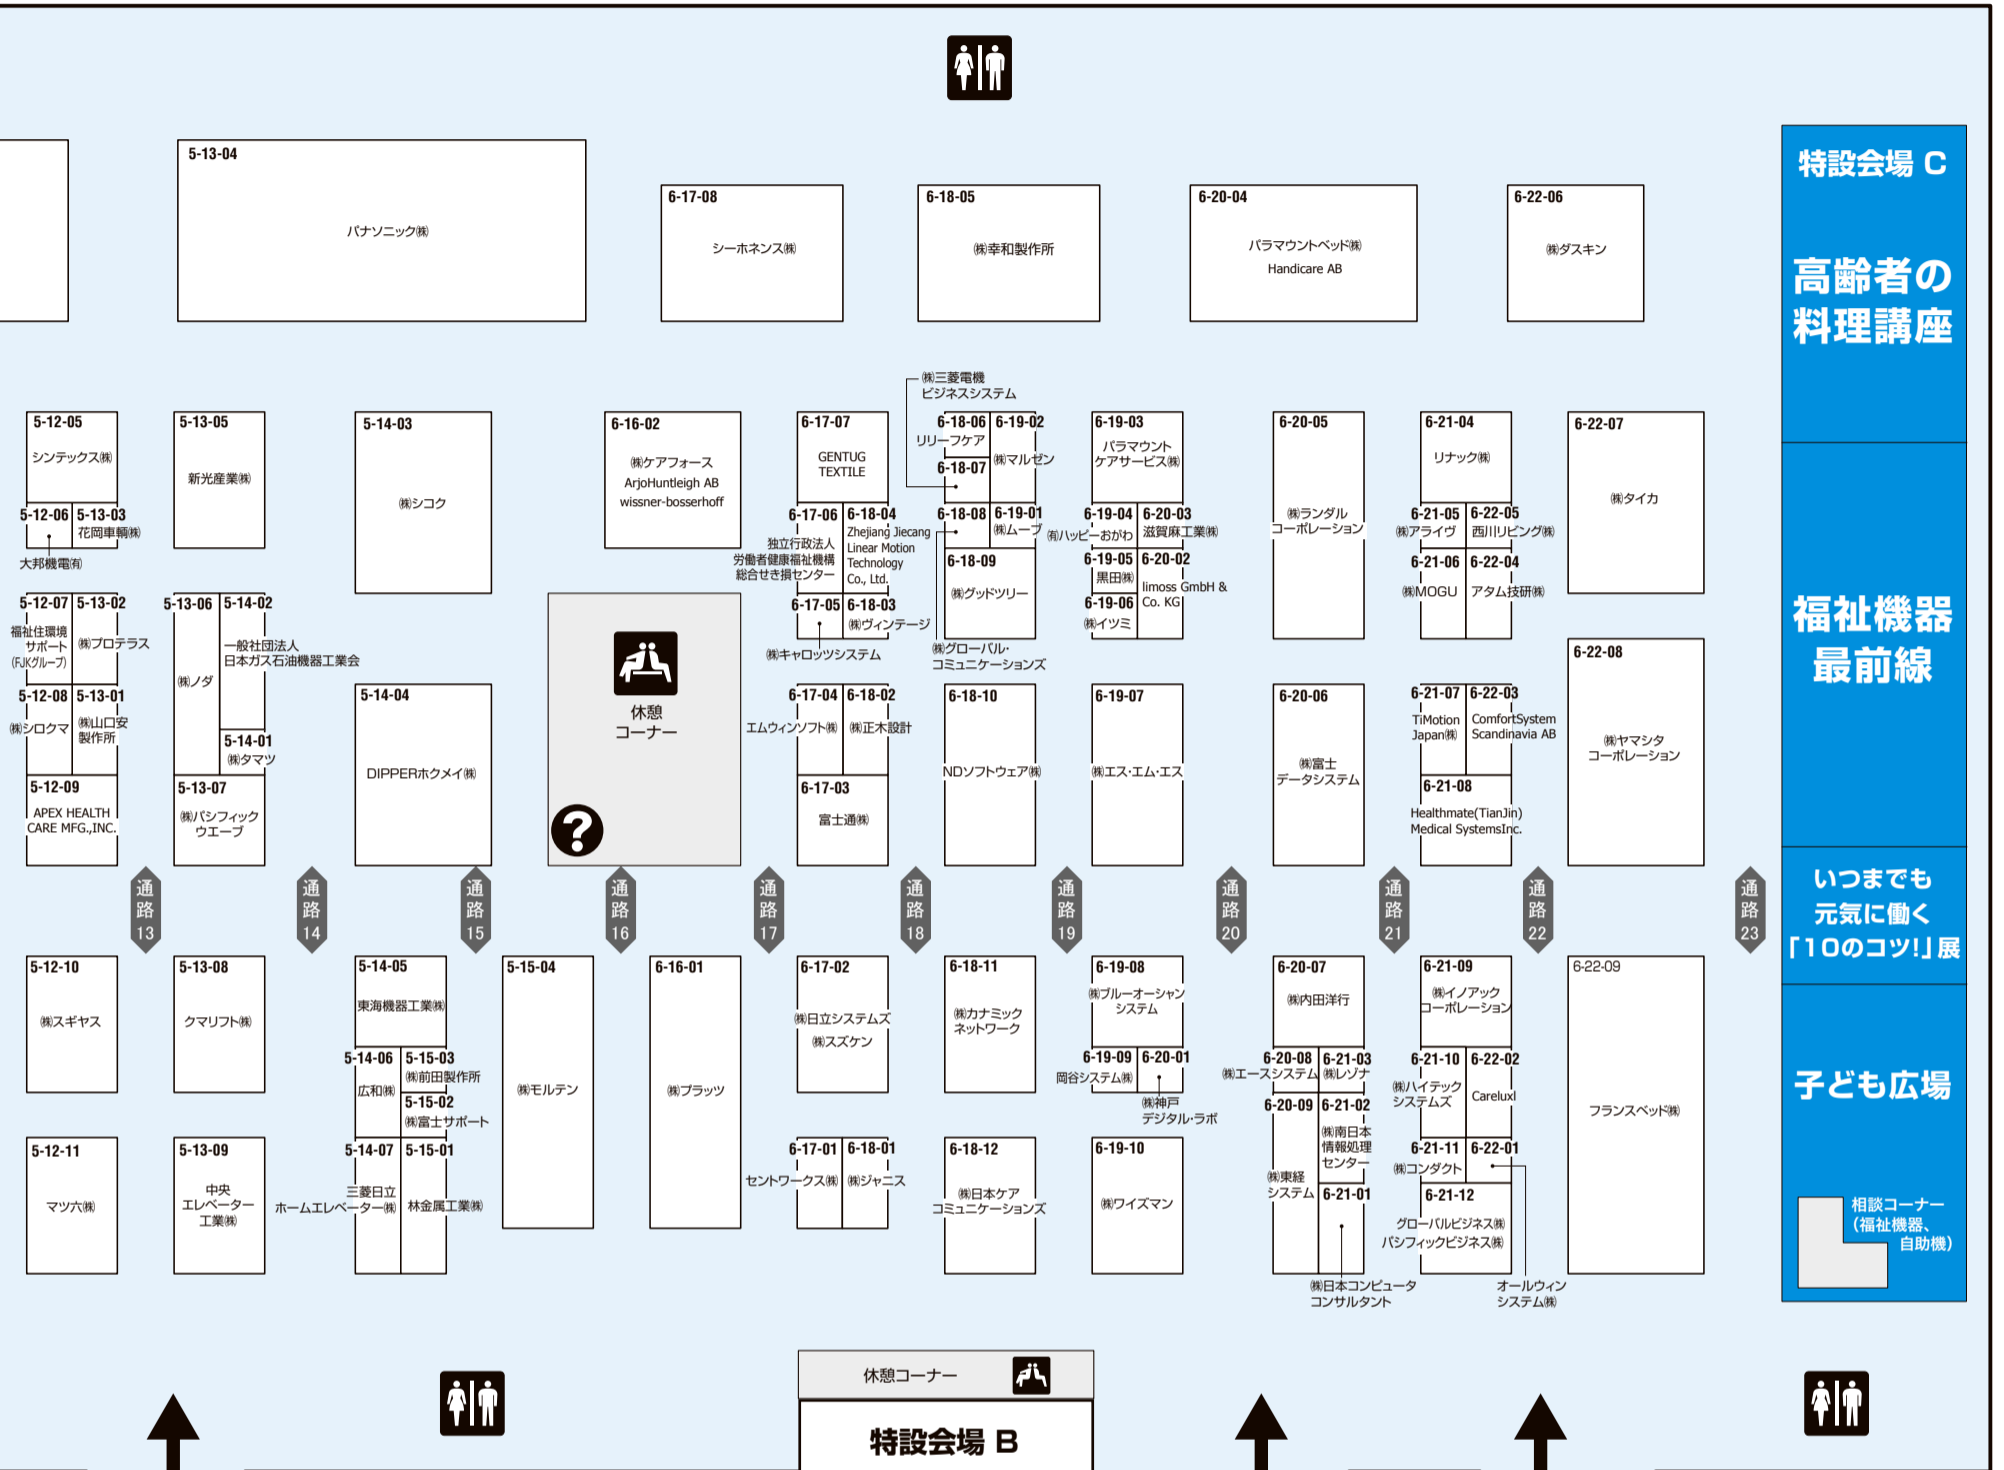 5-13-04
パナソニック㈱
6-17-08
シーホネンス㈱
6-18-05
㈱幸和製作所
6-20-04
パラマウントベッド㈱
Handicare AB
6-22-06
㈱ダスキン
特設会場 C
高齢者の
料理講座
福祉機器
最前線
いつまでも
元気に働く
「10のコツ!」展
子ども広場
相談コーナー
(福祉機器、
自助機)
5-12-05
シンテックス㈱
5-12-06
大邦機電㈲
5-13-03
花岡車輌㈱
5-13-05
新光産業㈱
5-14-03
㈱シコク
6-16-02
㈱ケアフォース
ArjoHuntleigh AB
wissner-bosserhoff
6-17-07
GENTUG
TEXTILE
6-17-06
独立行政法人
労働者健康福祉機構
総合せき損センター
6-18-04
Zhejiang Jiecang
Linear Motion
Technology
Co., Ltd.
6-17-05
㈱キャロッツシステム
6-18-03
㈱ヴィンテージ
㈱三菱電機
ビジネスシステム
6-18-06
リリーフケア
6-18-07
6-19-02
㈱マルゼン
6-18-08
6-19-01
㈱ムーブ
6-18-09
㈱グッドツリー
㈱グローバル・
コミュニケーションズ
6-19-03
パラマウント
ケアサービス㈱
6-19-04
㈲ハッピーおがわ
6-20-03
滋賀麻工業㈱
6-19-05
黒田㈱
6-20-02
limoss GmbH &
Co. KG
6-19-06
㈱イツミ
6-20-05
㈱ランダル
コーポレーション
6-21-04
リナック㈱
6-21-05
㈱アライヴ
6-22-05
西川リビング㈱
6-21-06
㈱MOGU
6-22-04
アタム技研㈱
6-22-07
㈱タイカ
5-12-07
福祉住環境
サポート
(FJKグループ)
5-13-02
㈱プロテラス
5-12-08
㈱シロクマ
5-13-01
㈱山口安
製作所
5-12-09
APEX HEALTH
CARE MFG.,INC.
5-13-06
㈱ノダ
5-14-02
一般社団法人
日本ガス石油機器工業会
5-14-01
㈱タマツ
5-13-07
㈱パシフィック
ウエーブ
5-14-04
DIPPERホクメイ㈱
休憩
コーナー
?
6-17-04
エムウィンソフト㈱
6-18-02
㈱正木設計
6-17-03
富士通㈱
6-18-10
NDソフトウェア㈱
6-19-07
㈱エス・エム・エス
6-20-06
㈱富士
データシステム
6-21-07
TiMotion
Japan㈱
6-22-03
ComfortSystem
Scandinavia AB
6-21-08
Healthmate(TianJin)
Medical SystemsInc.
6-22-08
㈱ヤマシタ
コーポレーション
通路13
通路14
通路15
通路16
通路17
通路18
通路19
通路20
通路21
通路22
通路23
5-12-10
㈱スギヤス
5-13-08
クマリフト㈱
5-14-05
東海機器工業㈱
5-14-06
広和㈱
5-15-03
㈱前田製作所
5-15-02
㈱富士サポート
5-14-07
三菱日立
ホームエレベーター㈱
5-15-01
林金属工業㈱
5-15-04
㈱モルテン
6-16-01
㈱プラッツ
6-17-02
㈱日立システムズ
㈱スズケン
6-18-11
㈱カナミック
ネットワーク
6-19-08
㈱ブルーオーシャン
システム
6-19-09
岡谷システム㈱
6-20-01
㈱神戸
デジタル・ラボ
6-20-07
㈱内田洋行
6-20-08
㈱エースシステム
6-21-03
㈱レゾナ
6-20-09
㈱東経
システム
6-21-02
㈱南日本
情報処理
センター
6-21-01
㈱日本コンピュータ
コンサルタント
6-21-09
㈱イノアック
コーポレーション
6-21-10
㈱ハイテック
システムズ
6-22-02
Careluxl
6-21-11
㈱コンダクト
6-22-01
オールウィン
システム㈱
6-21-12
グローバルビジネス㈱
パシフィックビジネス㈱
6-22-09
フランスベッド㈱
5-12-11
マツ六㈱
5-13-09
中央
エレベーター
工業㈱
6-17-01
セントワークス㈱
6-18-01
㈱ジャニス
6-18-12
㈱日本ケア
コミュニケーションズ
6-19-10
㈱ワイズマン
休憩コーナー
特設会場 B